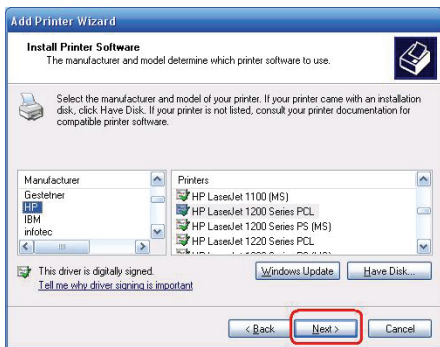 Add Printer Wizard
Install Printer Software
The manufacturer and model determine which printer software to use.
Select the manufacturer and model of your printer. If your printer came with an installation
disk, click Have Disk. If your printer is not listed, consult your printer documentation for
compatible printer software.
Manufacturer
Gestetner
HP
IBM
infotec
Printers
HP LaserJet 1100 (MS)
HP LaserJet 1200 Series PCL
HP LaserJet 1200 Series PS (MS)
HP LaserJet 1220 Series PCL
This driver is digitally signed.
Tell me why driver signing is important
Windows Update
Have Disk...
< Back
Next >
Cancel